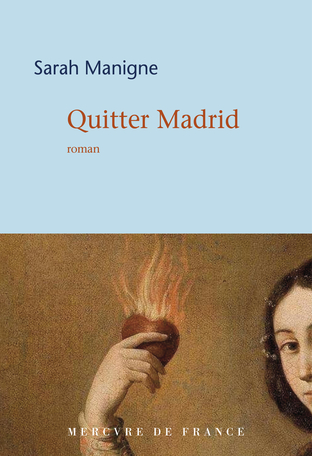 Sarah Manigne
Quitter Madrid
roman
MERCVRE DE FRANCE